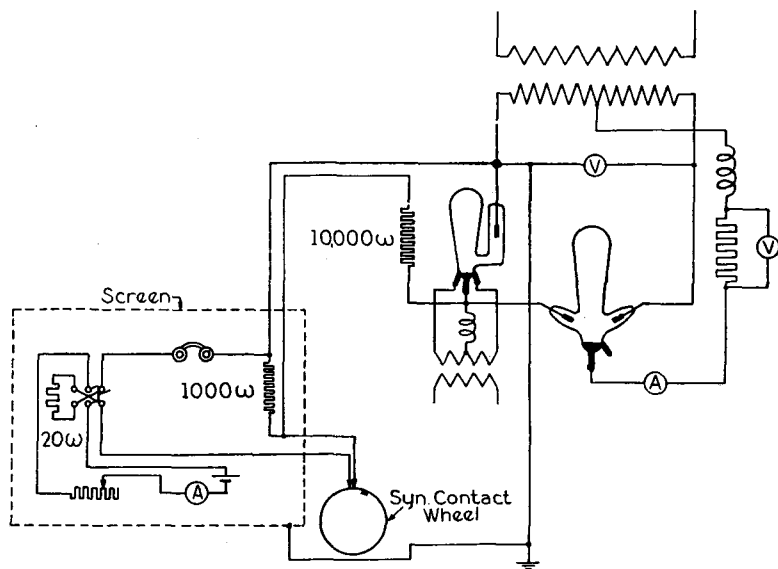 V
10,000ω
V
Screen
1000ω
A
20ω
A
Syn. Contact
Wheel